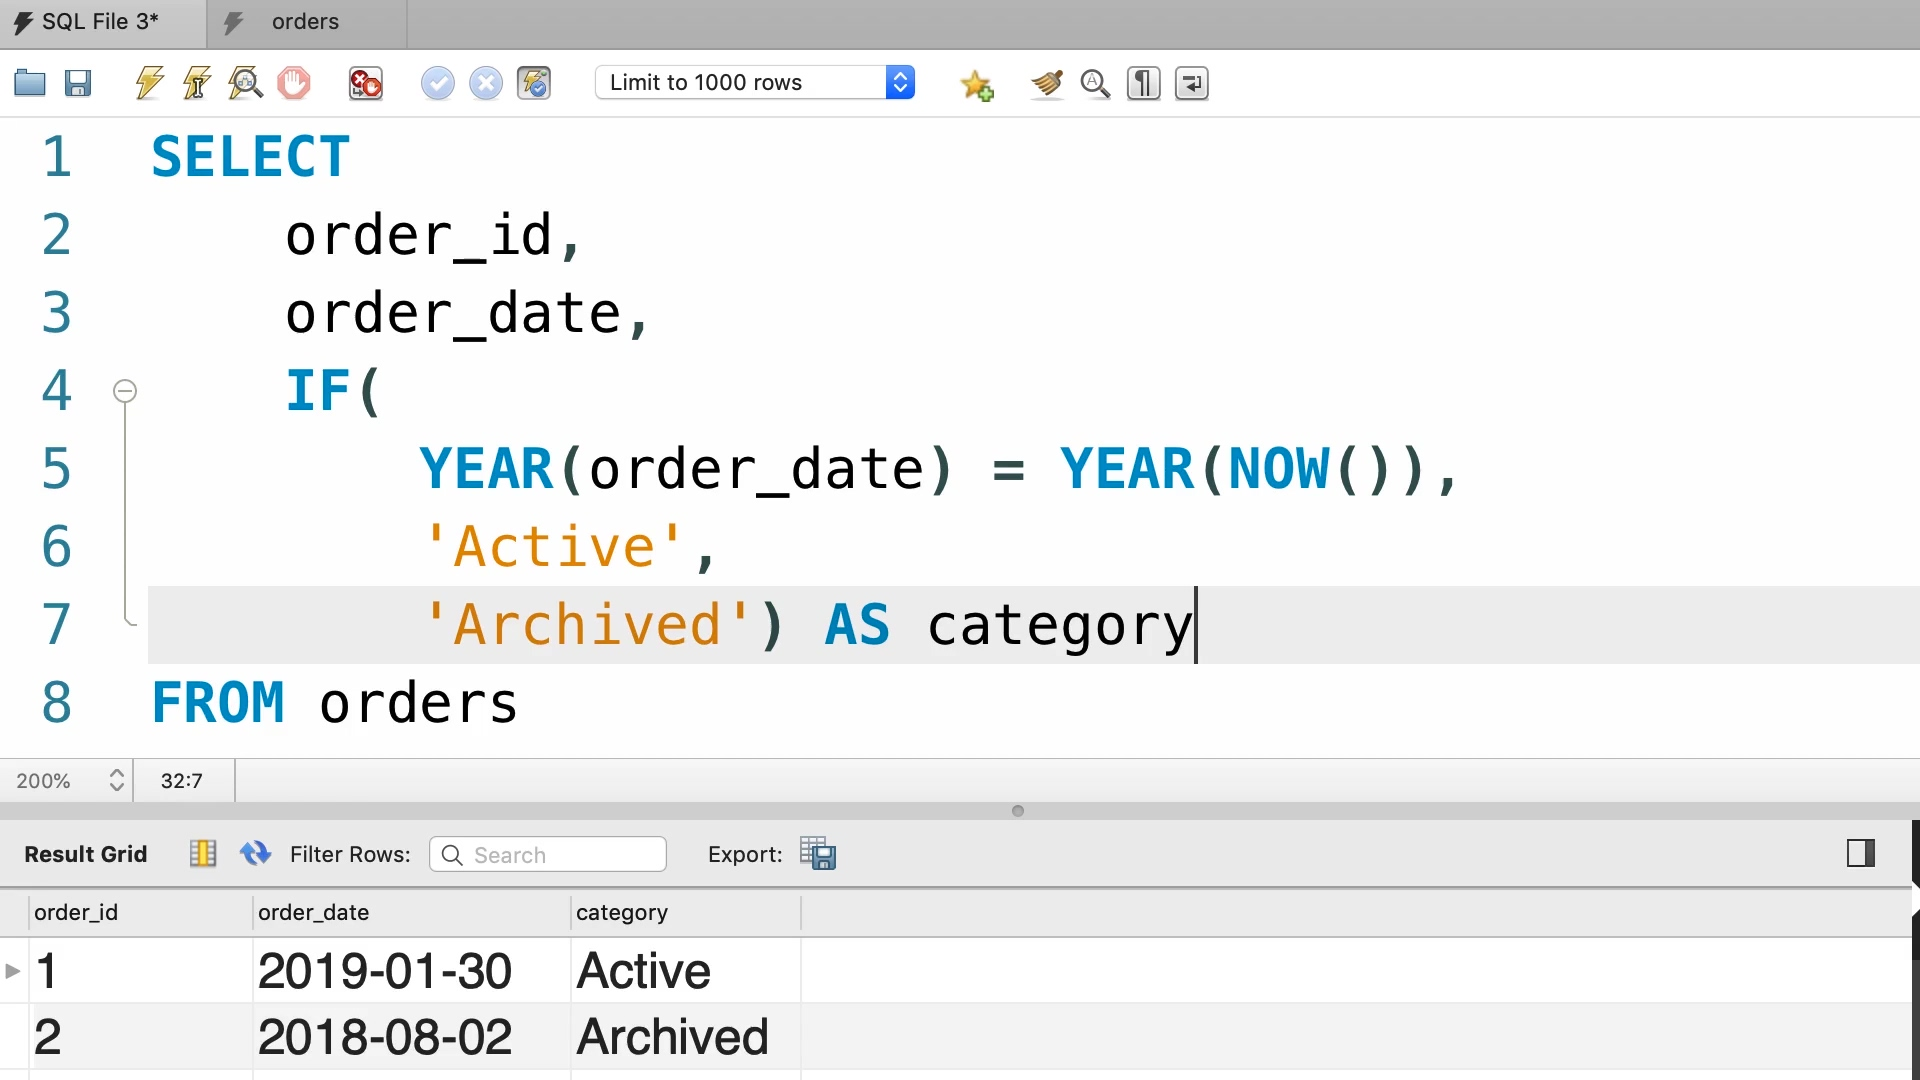 SQL File 3* orders
Limit to 1000 rows
1 SELECT
2 order_id,
3 order_date,
4 IF(
5 YEAR(order_date) = YEAR(NOW()),
6 'Active',
7 'Archived') AS category
8 FROM orders
200% 32:7
Result Grid Filter Rows: Search Export:
order_id order_date category
1 2019-01-30 Active
2 2018-08-02 Archived